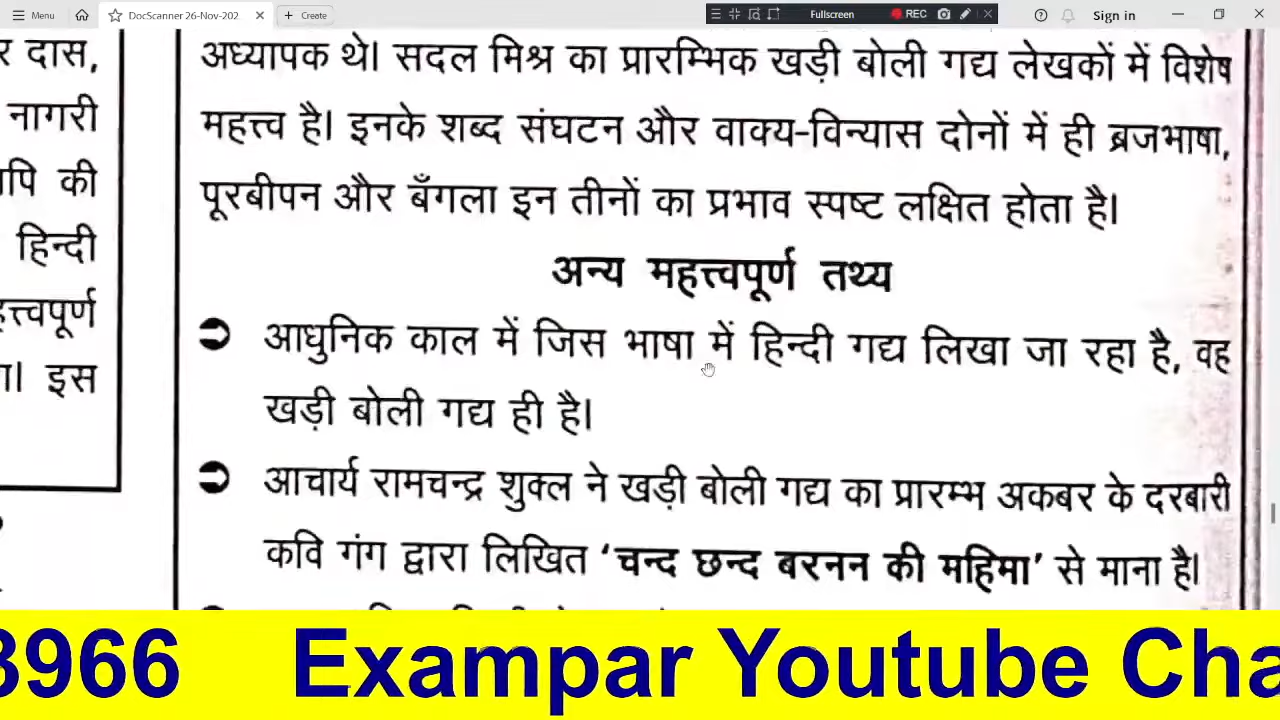 Menu
DocScanner 26-Nov-202
Create
Fullscreen
REC
Sign in
र दास,
नागरी
पि की
हिन्दी
त्त्वपूर्ण
इस
अध्यापक थे। सदल मिश्र का प्रारम्भिक खड़ी बोली गद्य लेखकों में विशेष
महत्त्व है। इनके शब्द संघटन और वाक्य-विन्यास दोनों में ही ब्रजभाषा,
पूरबीपन और बँगला इन तीनों का प्रभाव स्पष्ट लक्षित होता है।
अन्य महत्त्वपूर्ण तथ्य
आधुनिक काल में जिस भाषा में हिन्दी गद्य लिखा जा रहा है, वह
खड़ी बोली गद्य ही है।
आचार्य रामचन्द्र शुक्ल ने खड़ी बोली गद्य का प्रारम्भ अकबर के दरबारी
कवि गंग द्वारा लिखित ‘चन्द छन्द बरनन की महिमा’ से माना है।
3966 Exampar Youtube Cha